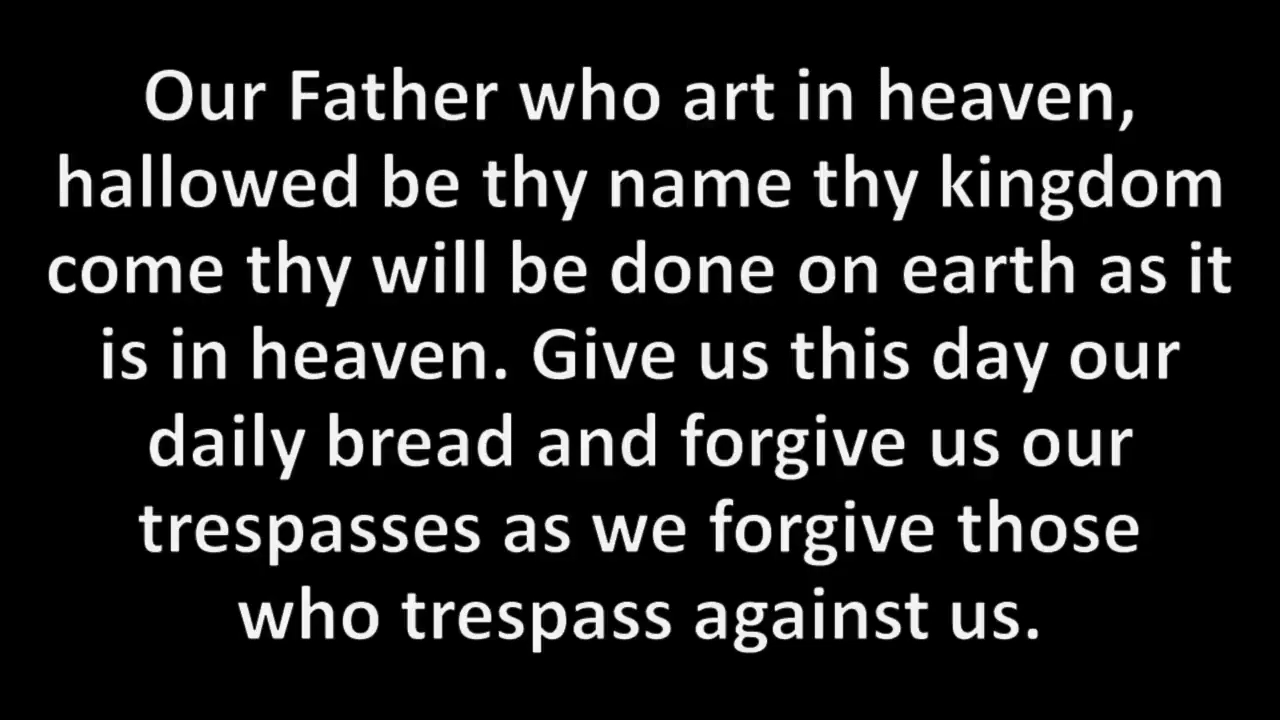 Our Father who art in heaven,
hallowed be thy name thy kingdom
come thy will be done on earth as it
is in heaven. Give us this day our
daily bread and forgive us our
trespasses as we forgive those
who trespass against us.